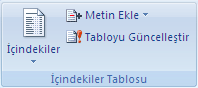 İçindekiler
Metin Ekle
Tabloyu Güncelleştir
İçindekiler Tablosu